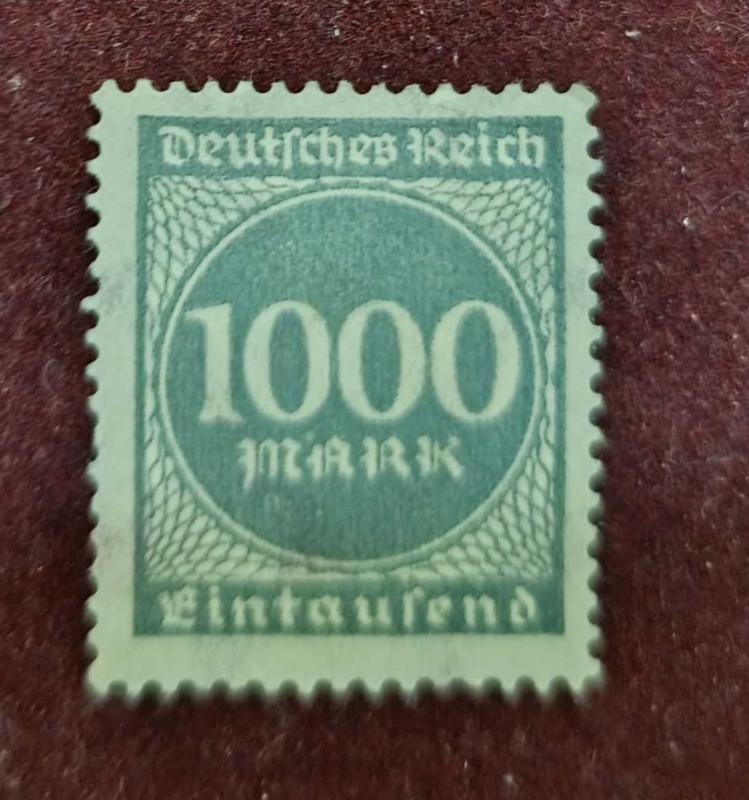 Deutſches Reich
1000
MARK
Eintauſend